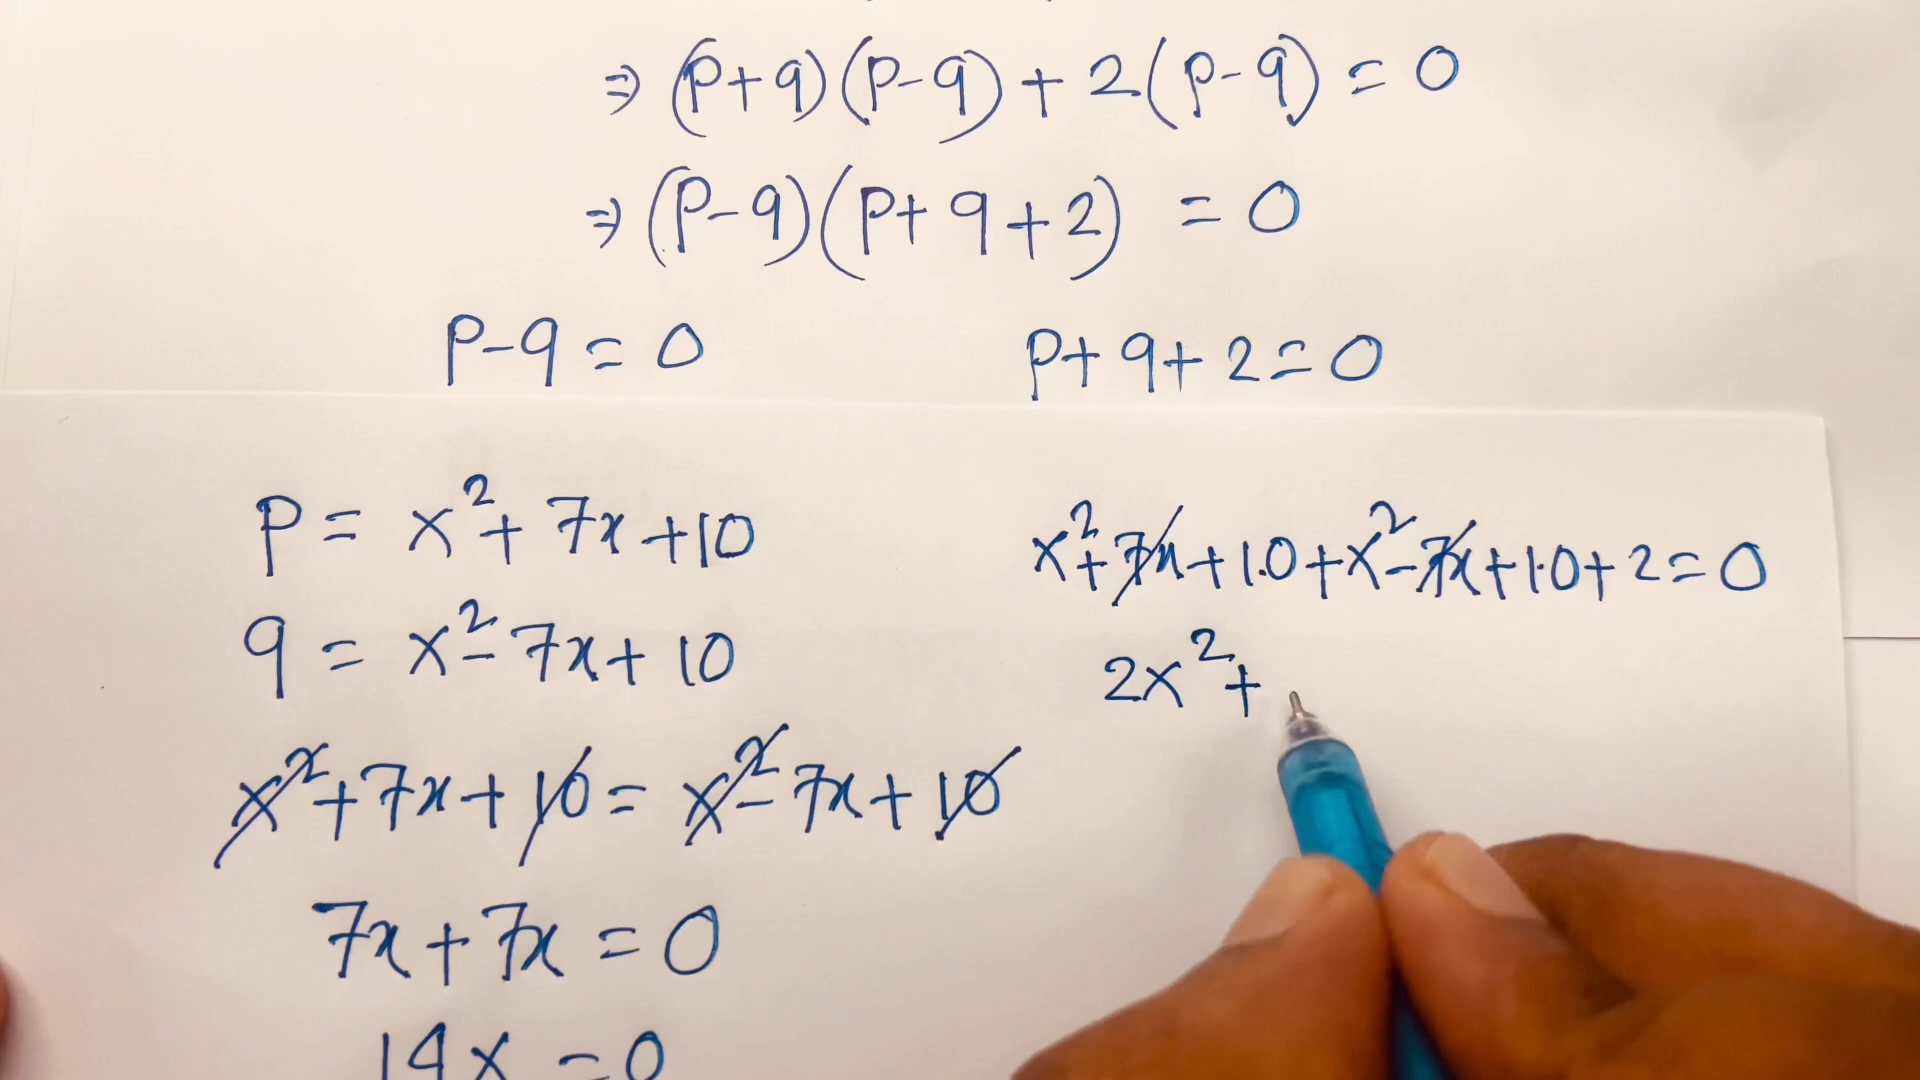 ⇒ (p+q)(p-q)+2(p-q) = 0
⇒ (p-q)(p+q+2) = 0
p-q = 0
p+q+2 = 0
p = x²+7x+10
q = x²-7x+10
x²+7x+10 = x²-7x+10
7x+7x = 0
14x = 0
x²+7x+10+x²-7x+10+2=0
2x²+